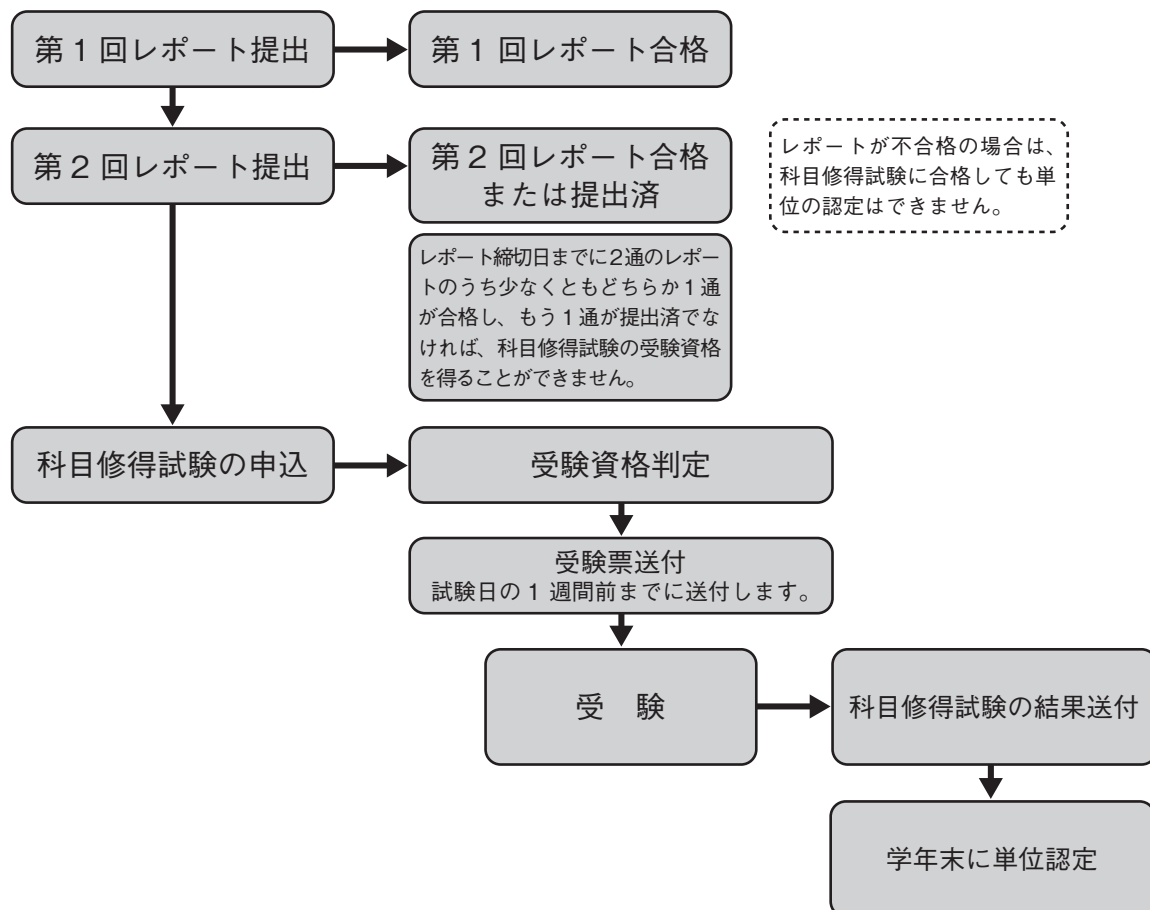 第1回レポート提出
第1回レポート合格
第2回レポート提出
第2回レポート合格
または提出済
レポートが不合格の場合は、
科目修得試験に合格しても単
位の認定はできません。
レポート締切日までに2通のレポー
トのうち少なくともどちらか1通
が合格し、もう1通が提出済でな
ければ、科目修得試験の受験資格
を得ることができません。
科目修得試験の申込
受験資格判定
受験票送付
試験日の1週間前までに送付します。
受　験
科目修得試験の結果送付
学年末に単位認定